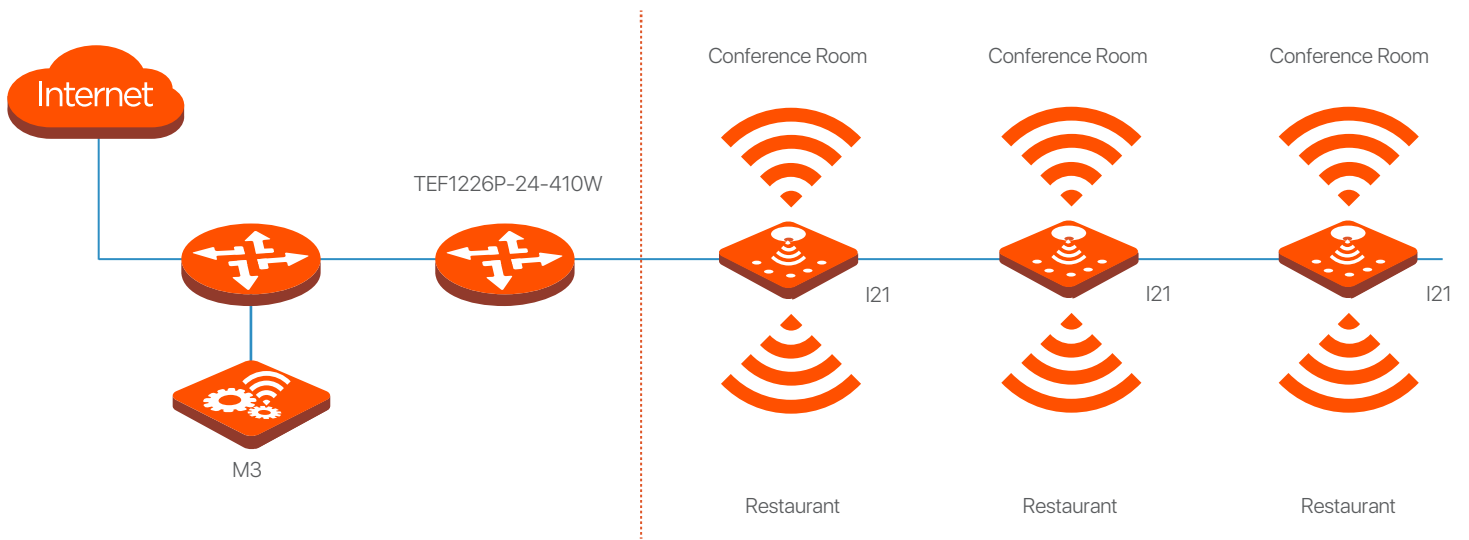 Conference Room
Conference Room
Conference Room
Internet
TEF1226P-24-410W
I21
I21
I21
M3
Restaurant
Restaurant
Restaurant